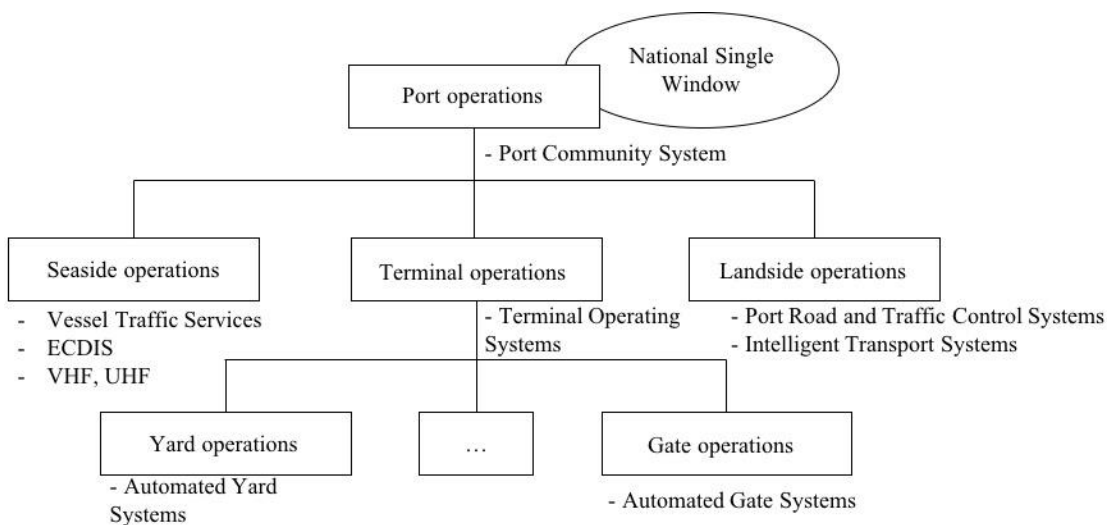 National Single
Window
Port operations
- Port Community System
Seaside operations
Terminal operations
Landside operations
- Vessel Traffic Services
- ECDIS
- VHF, UHF
- Terminal Operating
Systems
- Port Road and Traffic Control Systems
- Intelligent Transport Systems
Yard operations
...
Gate operations
- Automated Yard
Systems
- Automated Gate Systems